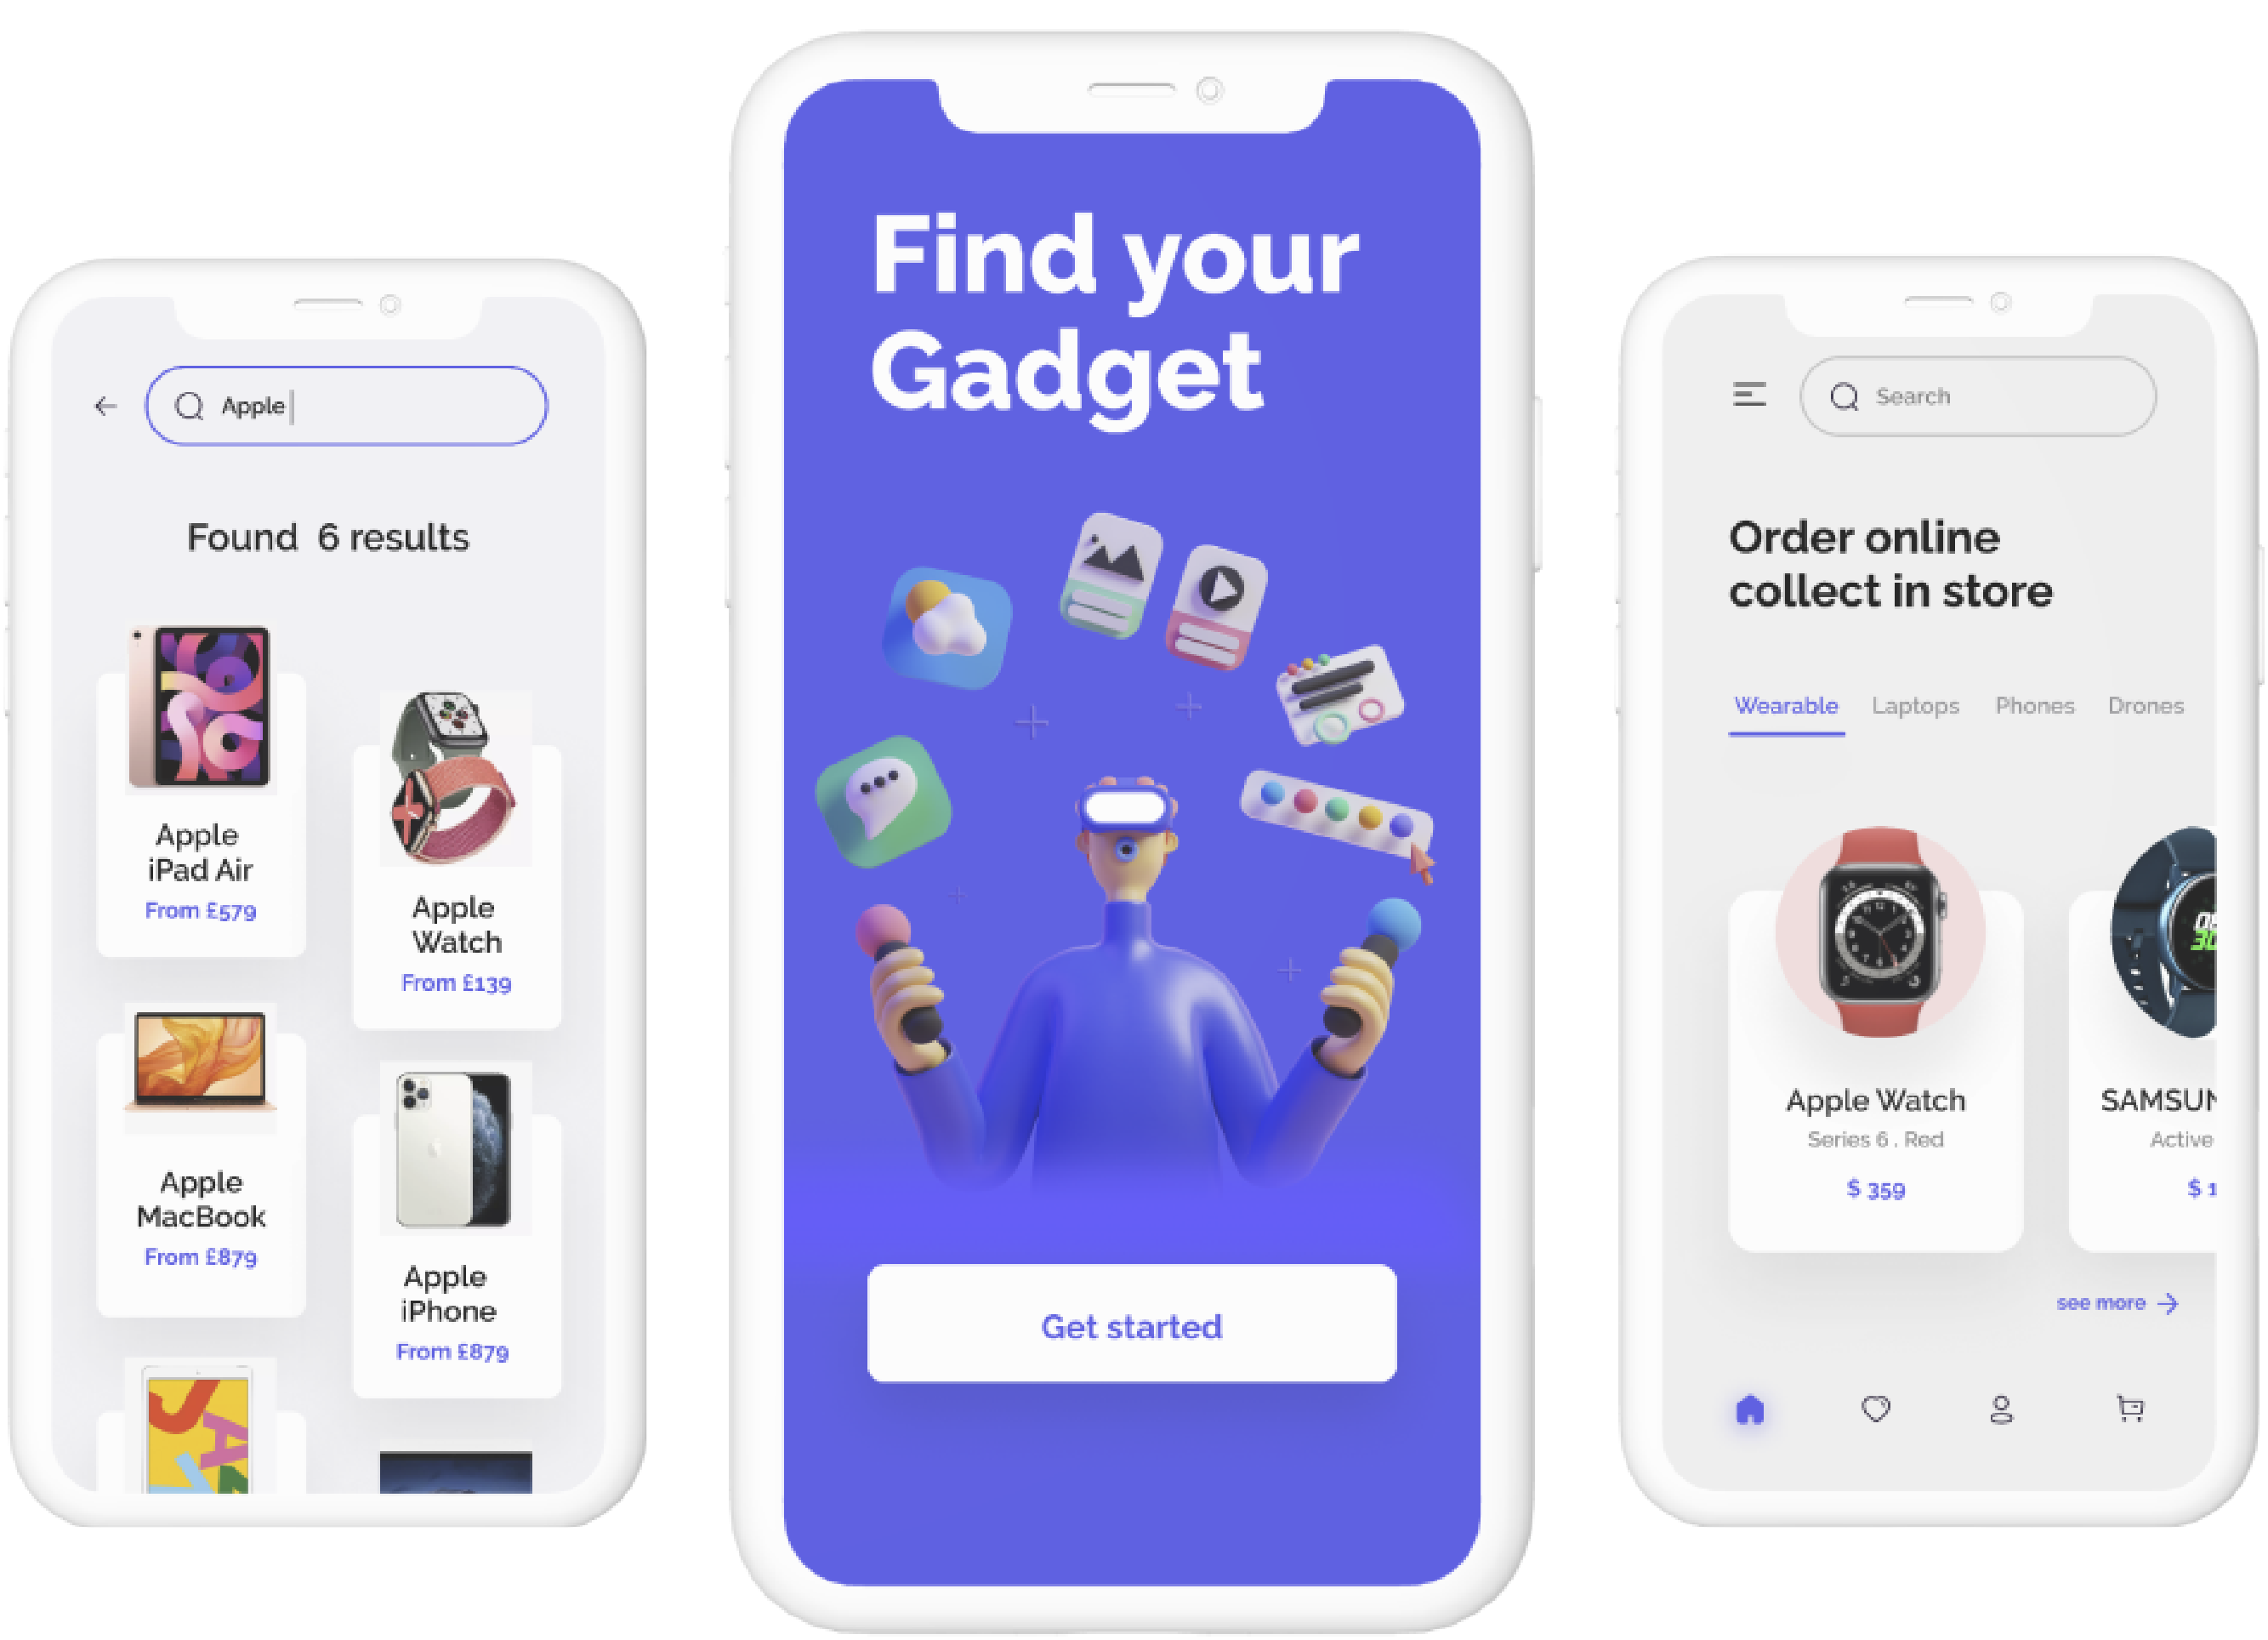 Apple
Found 6 results
Apple
iPad Air
From £579
Apple
Watch
From £139
Apple
MacBook
From £879
Apple
iPhone
From £879
Find your
Gadget
Get started
Search
Order online
collect in store
Wearable Laptops Phones Drones
Apple Watch
Series 6 . Red
$ 359
Active
see more